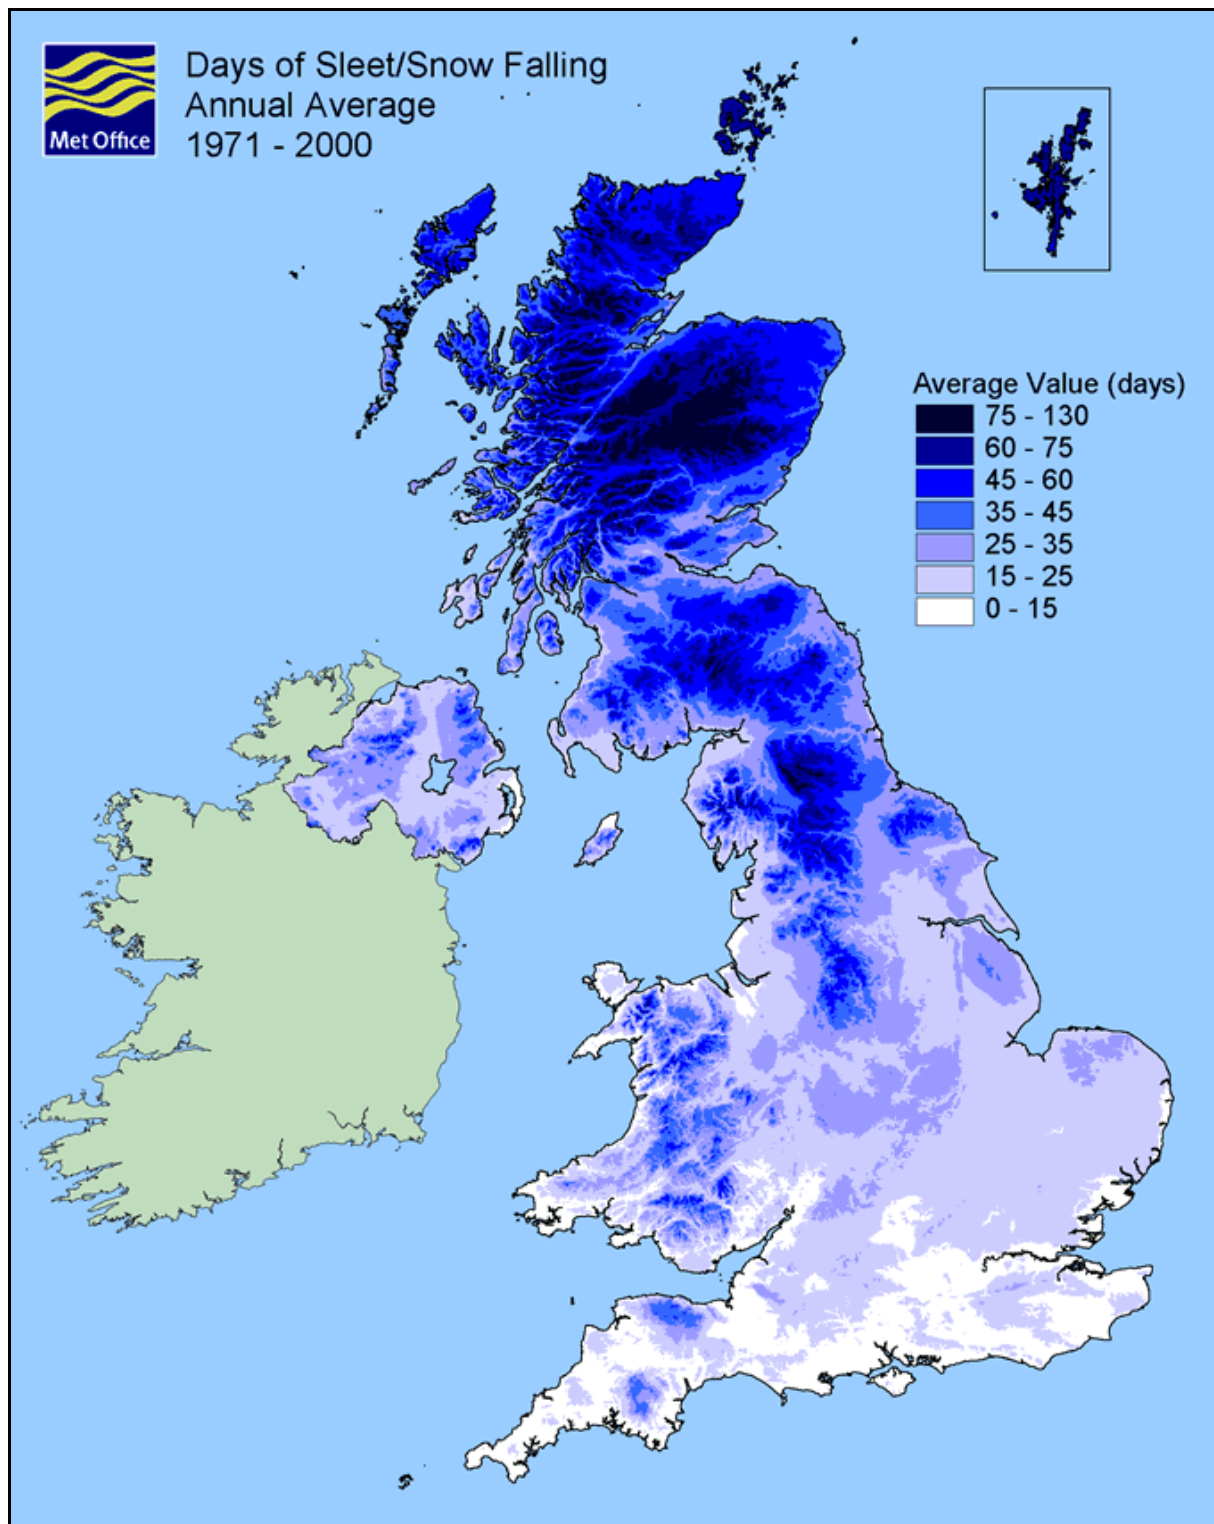 Days of Sleet/Snow Falling
Annual Average
1971 - 2000
Met Office
Average Value (days)
75 - 130
60 - 75
45 - 60
35 - 45
25 - 35
15 - 25
0 - 15